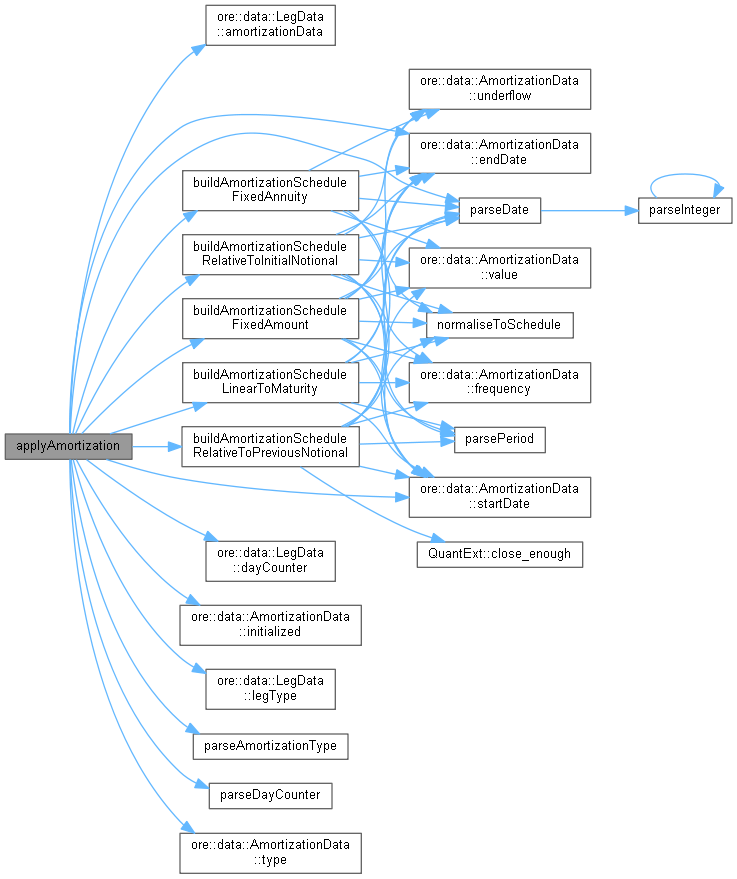 ore::data::LegData
::amortizationData
ore::data::AmortizationData
::underflow
ore::data::AmortizationData
::endDate
buildAmortizationSchedule
FixedAnnuity
parseDate
parseInteger
buildAmortizationSchedule
RelativeToInitialNotional
ore::data::AmortizationData
::value
buildAmortizationSchedule
FixedAmount
normaliseToSchedule
buildAmortizationSchedule
LinearToMaturity
ore::data::AmortizationData
::frequency
applyAmortization
buildAmortizationSchedule
RelativeToPreviousNotional
parsePeriod
ore::data::AmortizationData
::startDate
ore::data::LegData
::dayCounter
QuantExt::close_enough
ore::data::AmortizationData
::initialized
ore::data::LegData
::legType
parseAmortizationType
parseDayCounter
ore::data::AmortizationData
::type